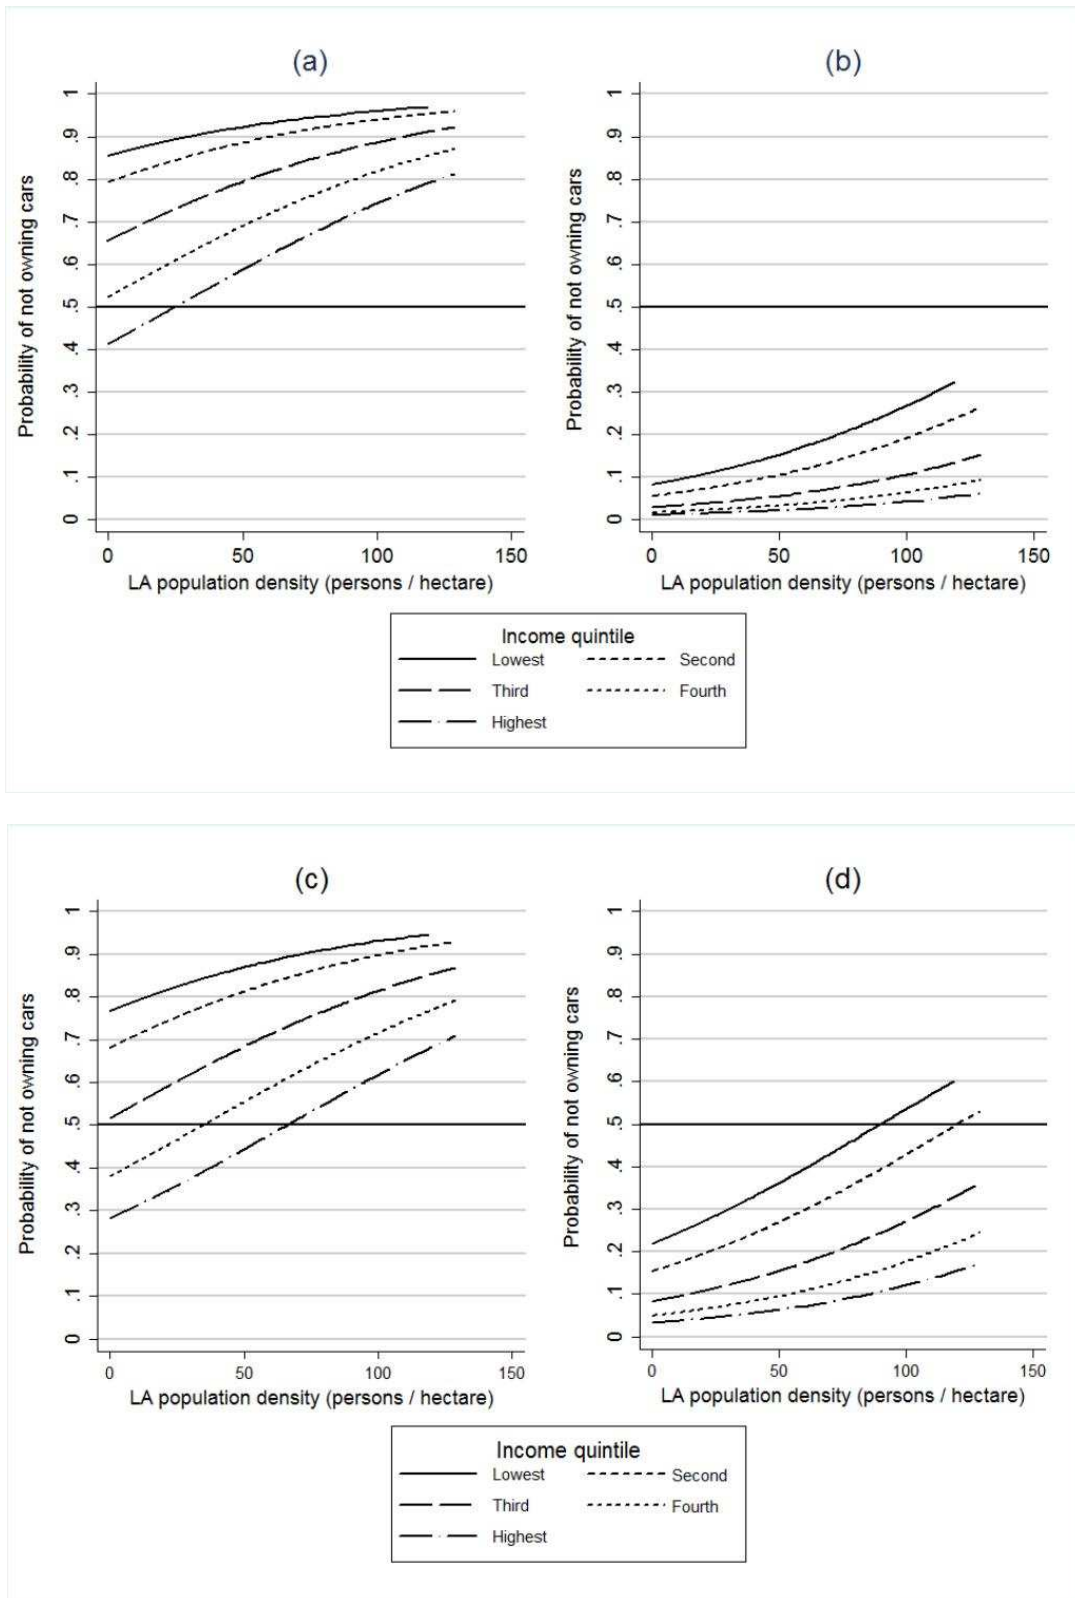 (a)
Probability of not owning cars
1
.9
.8
.7
.6
.5
.4
.3
.2
.1
0
0 50 100 150
LA population density (persons / hectare)
(b)
Probability of not owning cars
1
.9
.8
.7
.6
.5
.4
.3
.2
.1
0
0 50 100 150
LA population density (persons / hectare)
Income quintile
Lowest Second
Third Fourth
Highest
(c)
Probability of not owning cars
1
.9
.8
.7
.6
.5
.4
.3
.2
.1
0
0 50 100 150
LA population density (persons / hectare)
(d)
Probability of not owning cars
1
.9
.8
.7
.6
.5
.4
.3
.2
.1
0
0 50 100 150
LA population density (persons / hectare)
Income quintile
Lowest Second
Third Fourth
Highest